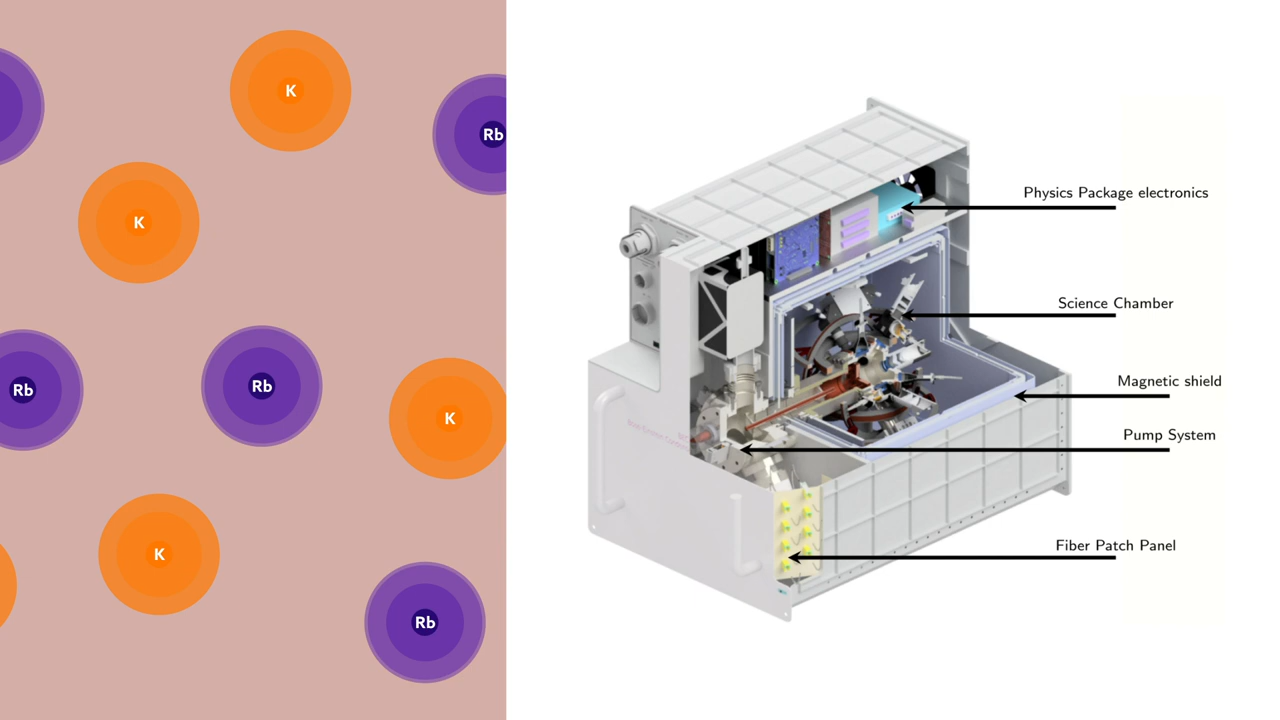 K
Rb
K
Rb
Rb
K
K
Rb
Physics Package electronics
Science Chamber
Magnetic shield
Pump System
Fiber Patch Panel